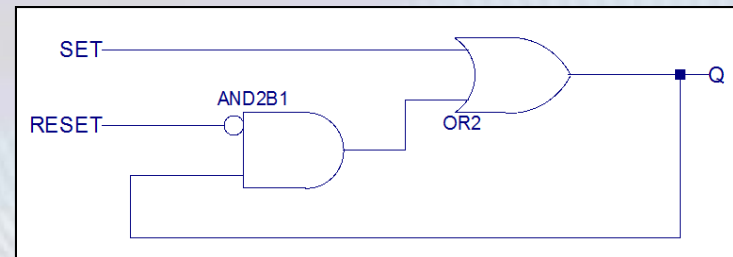 SET
Q
AND2B1
OR2
RESET